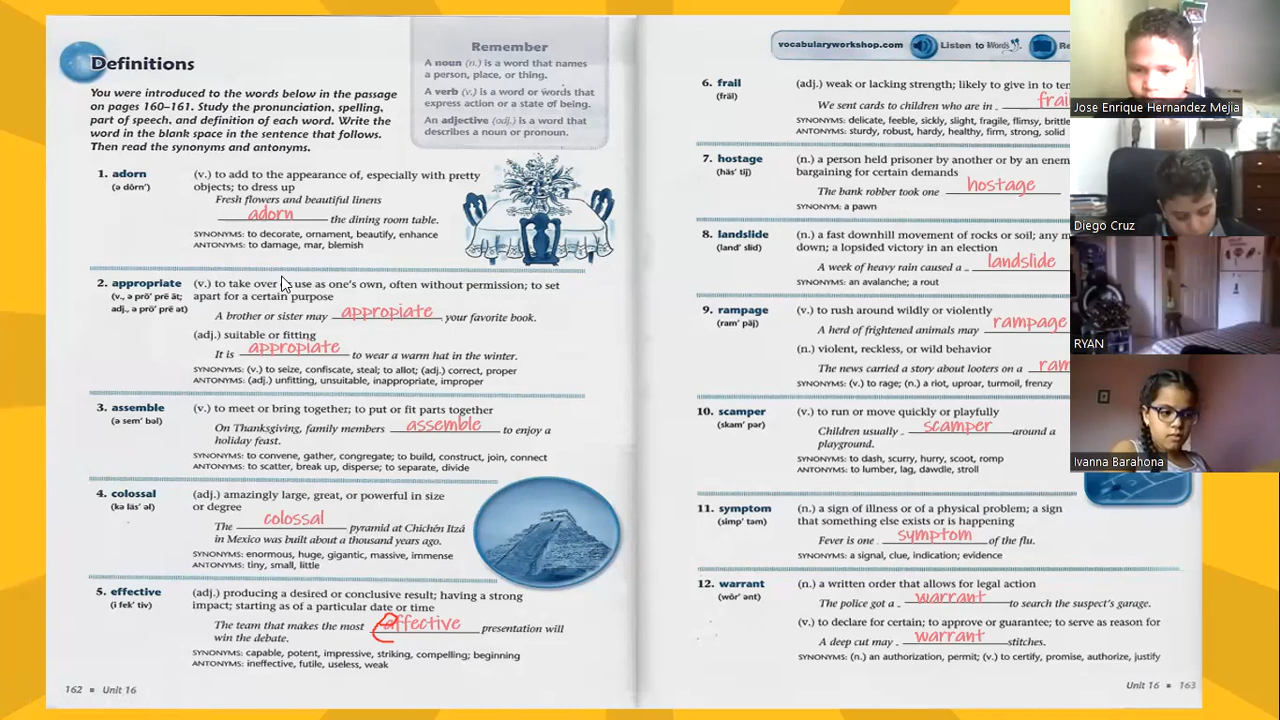 Definitions
You were introduced to the words below in the passage
on pages 160–161. Study the pronunciation, spelling,
part of speech, and definition of each word. Write the
word in the blank space in the sentence that follows.
Then read the synonyms and antonyms.
Remember
A noun (n.) is a word that names
a person, place, or thing.
A verb (v.) is a word or words that
express action or a state of being.
An adjective (adj.) is a word that
describes a noun or pronoun.
1. adorn
(ə dôrn')
(v.) to add to the appearance of, especially with pretty
objects; to dress up
Fresh flowers and beautiful linens
adorn the dining room table.
SYNONYMS: to decorate, ornament, beautify, enhance
ANTONYMS: to damage, mar, blemish
2. appropriate
(v., ə prō' prē āt;
adj., ə prō' prē ət)
(v.) to take over use as one's own, often without permission; to set
apart for a certain purpose
A brother or sister may appropiate your favorite book.
(adj.) suitable or fitting
It is appropiate to wear a warm hat in the winter.
SYNONYMS: (v.) to seize, confiscate, steal; to allot; (adj.) correct, proper
ANTONYMS: (adj.) unfitting, unsuitable, inappropriate, improper
3. assemble
(ə sem' bəl)
(v.) to meet or bring together; to put or fit parts together
On Thanksgiving, family members assemble to enjoy a
holiday feast.
SYNONYMS: to convene, gather, congregate; to build, construct, join, connect
ANTONYMS: to scatter, break up, disperse; to separate, divide
4. colossal
(kə läs' əl)
(adj.) amazingly large, great, or powerful in size
or degree
The colossal pyramid at Chichén Itzá
in Mexico was built about a thousand years ago.
SYNONYMS: enormous, huge, gigantic, massive, immense
ANTONYMS: tiny, small, little
5. effective
(i fek' tiv)
(adj.) producing a desired or conclusive result; having a strong
impact; starting as of a particular date or time
The team that makes the most affective presentation will
win the debate.
SYNONYMS: capable, potent, impressive, striking, compelling; beginning
ANTONYMS: ineffective, futile, useless, weak
162 ■ Unit 16
vocabularyworkshop.com Listen to Words Re
6. frail
(frāl)
(adj.) weak or lacking strength; likely to give in to tem
We sent cards to children who are in frai
SYNONYMS: delicate, feeble, sickly, slight, fragile, flimsy, brittle
ANTONYMS: sturdy, robust, hardy, healthy, firm, strong, solid
7. hostage
(häs' tij)
(n.) a person held prisoner by another or by an enem
bargaining for certain demands
The bank robber took one hostage
SYNONYM: a pawn
8. landslide
(land' slīd)
(n.) a fast downhill movement of rocks or soil; any m
down; a lopsided victory in an election
A week of heavy rain caused a landslide
SYNONYMS: an avalanche; a rout
9. rampage
(ram' pāj)
(v.) to rush around wildly or violently
A herd of frightened animals may rampage
(n.) violent, reckless, or wild behavior
The news carried a story about looters on a ram
SYNONYMS: (v.) to rage; (n.) a riot, uproar, turmoil, frenzy
10. scamper
(skam' pər)
(v.) to run or move quickly or playfully
Children usually scamper around a
playground.
SYNONYMS: to dash, scurry, hurry, scoot, romp
ANTONYMS: to lumber, lag, dawdle, stroll
11. symptom
(simp' təm)
(n.) a sign of illness or of a physical problem; a sign
that something else exists or is happening
Fever is one symptom of the flu.
SYNONYMS: a signal, clue, indication; evidence
12. warrant
(wôr' ənt)
(n.) a written order that allows for legal action
The police got a warrant to search the suspect's garage.
(v.) to declare for certain; to approve or guarantee; to serve as reason for
A deep cut may warrant stitches.
SYNONYMS: (n.) an authorization, permit; (v.) to certify, promise, authorize, justify
Unit 16 ■ 163
Jose Enrique Hernandez Mejia
Diego Cruz
RYAN
Ivanna Barahona